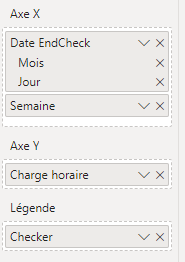 Axe X
Date EndCheck
Mois
Jour
Semaine
Axe Y
Charge horaire
Légende
Checker